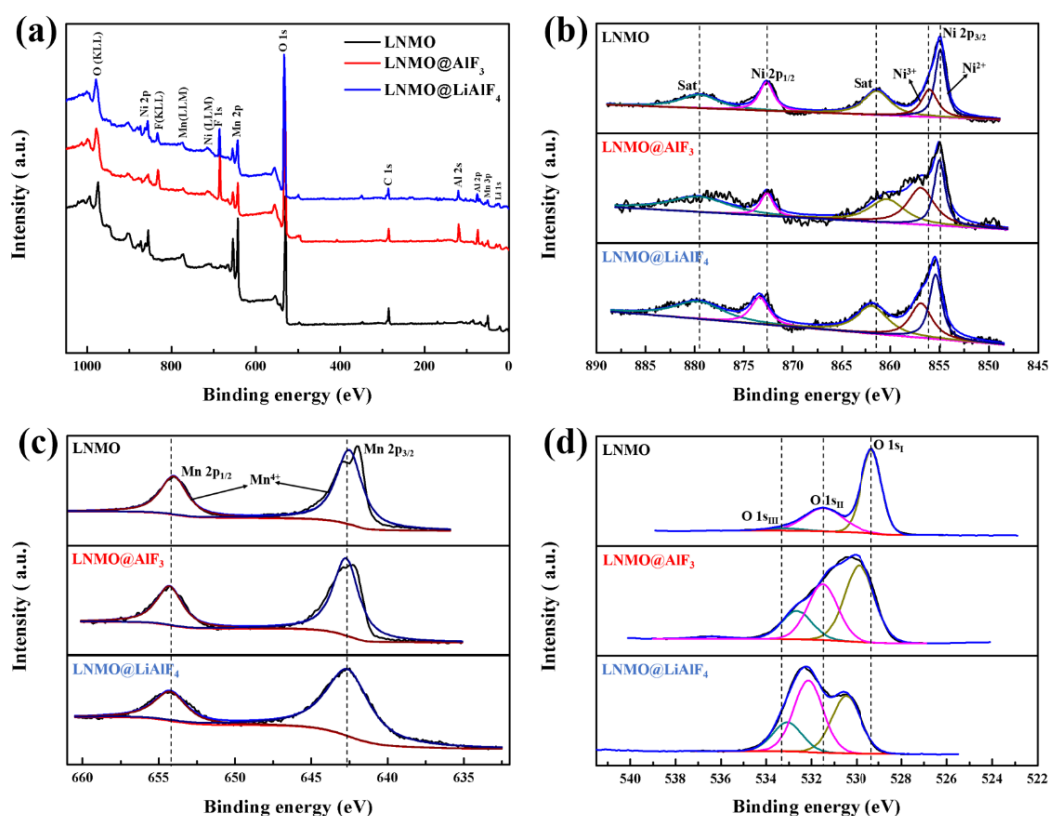 (a)
O (KLL)
Ni 2p
F(KLL)
Mn(LLM)
Ni (LLM)
F 1s
Mn 2p
O 1s
C 1s
Al 2s
Al 2p
Mn 3p
Li 1s
LNMO
LNMO@AlF3
LNMO@LiAlF4
Intensity ( a.u.)
1000 800 600 400 200 0
Binding energy (eV)
(b)
LNMO
Sat
Ni 2p1/2
Sat
Ni3+
Ni 2p3/2
Ni2+
LNMO@AlF3
LNMO@LiAlF4
Intensity ( a.u.)
890 885 880 875 870 865 860 855 850 845
Binding energy (eV)
(c)
LNMO
Mn 2p1/2
Mn4+
Mn 2p3/2
LNMO@AlF3
LNMO@LiAlF4
Intensity ( a.u.)
660 655 650 645 640 635
Binding energy (eV)
(d)
LNMO
O 1sIII
O 1sII
O 1sI
LNMO@AlF3
LNMO@LiAlF4
Intensity ( a.u.)
540 538 536 534 532 530 528 526 524 522
Binding energy (eV)